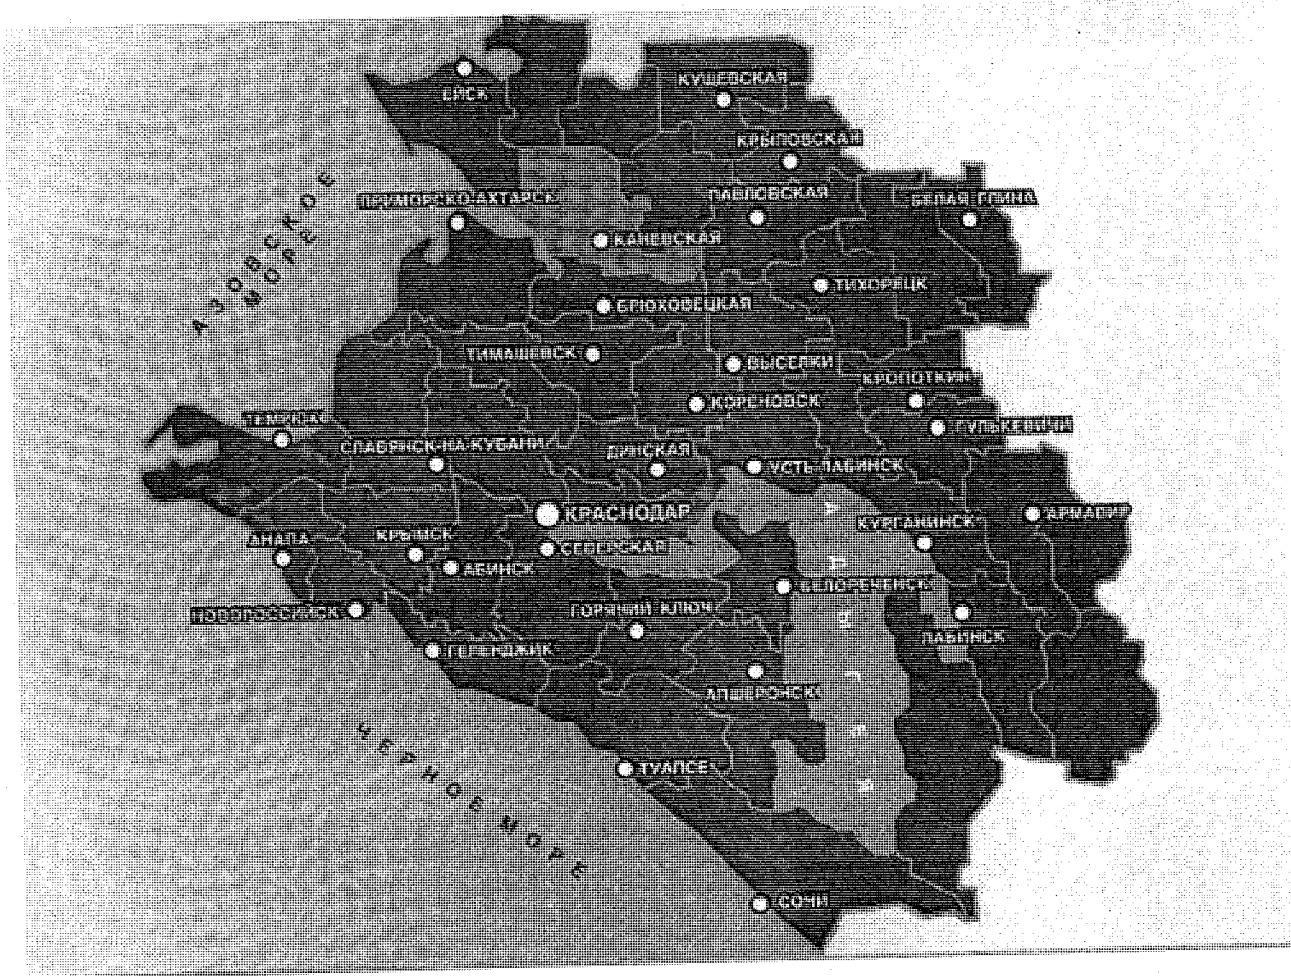 ЕЙСК
КУЩЕВСКАЯ
КРЫЛОВСКАЯ
ПРИМОРСКО-АХТАРСК
ПАВЛОВСКАЯ
БЕЛАЯ ГЛИНА
АЗОВСКОЕ
МОРЕ
КАНЕВСКАЯ
ТИХОРЕЦК
БРЮХОВЕЦКАЯ
ТИМАШЕВСК
ВЫСЕЛКИ
КРОПОТКИН
КОРЕНОВСК
ТЕМРЮК
ГУЛЬКЕВИЧИ
СЛАВЯНСК-НА-КУБАНИ
ДИНСКАЯ
УСТЬ-ЛАБИНСК
КРАСНОДАР
АРМАВИР
КУРГАНИНСК
АНАПА
КРЫМСК
СЕВЕРСКАЯ
АБИНСК
БЕЛОРЕЧЕНСК
АДЫГЕЯ
НОВОРОССИЙСК
ГОРЯЧИЙ КЛЮЧ
ЛАБИНСК
ГЕЛЕНДЖИК
АПШЕРОНСК
ЧЕРНОЕ МОРЕ
ТУАПСЕ
СОЧИ